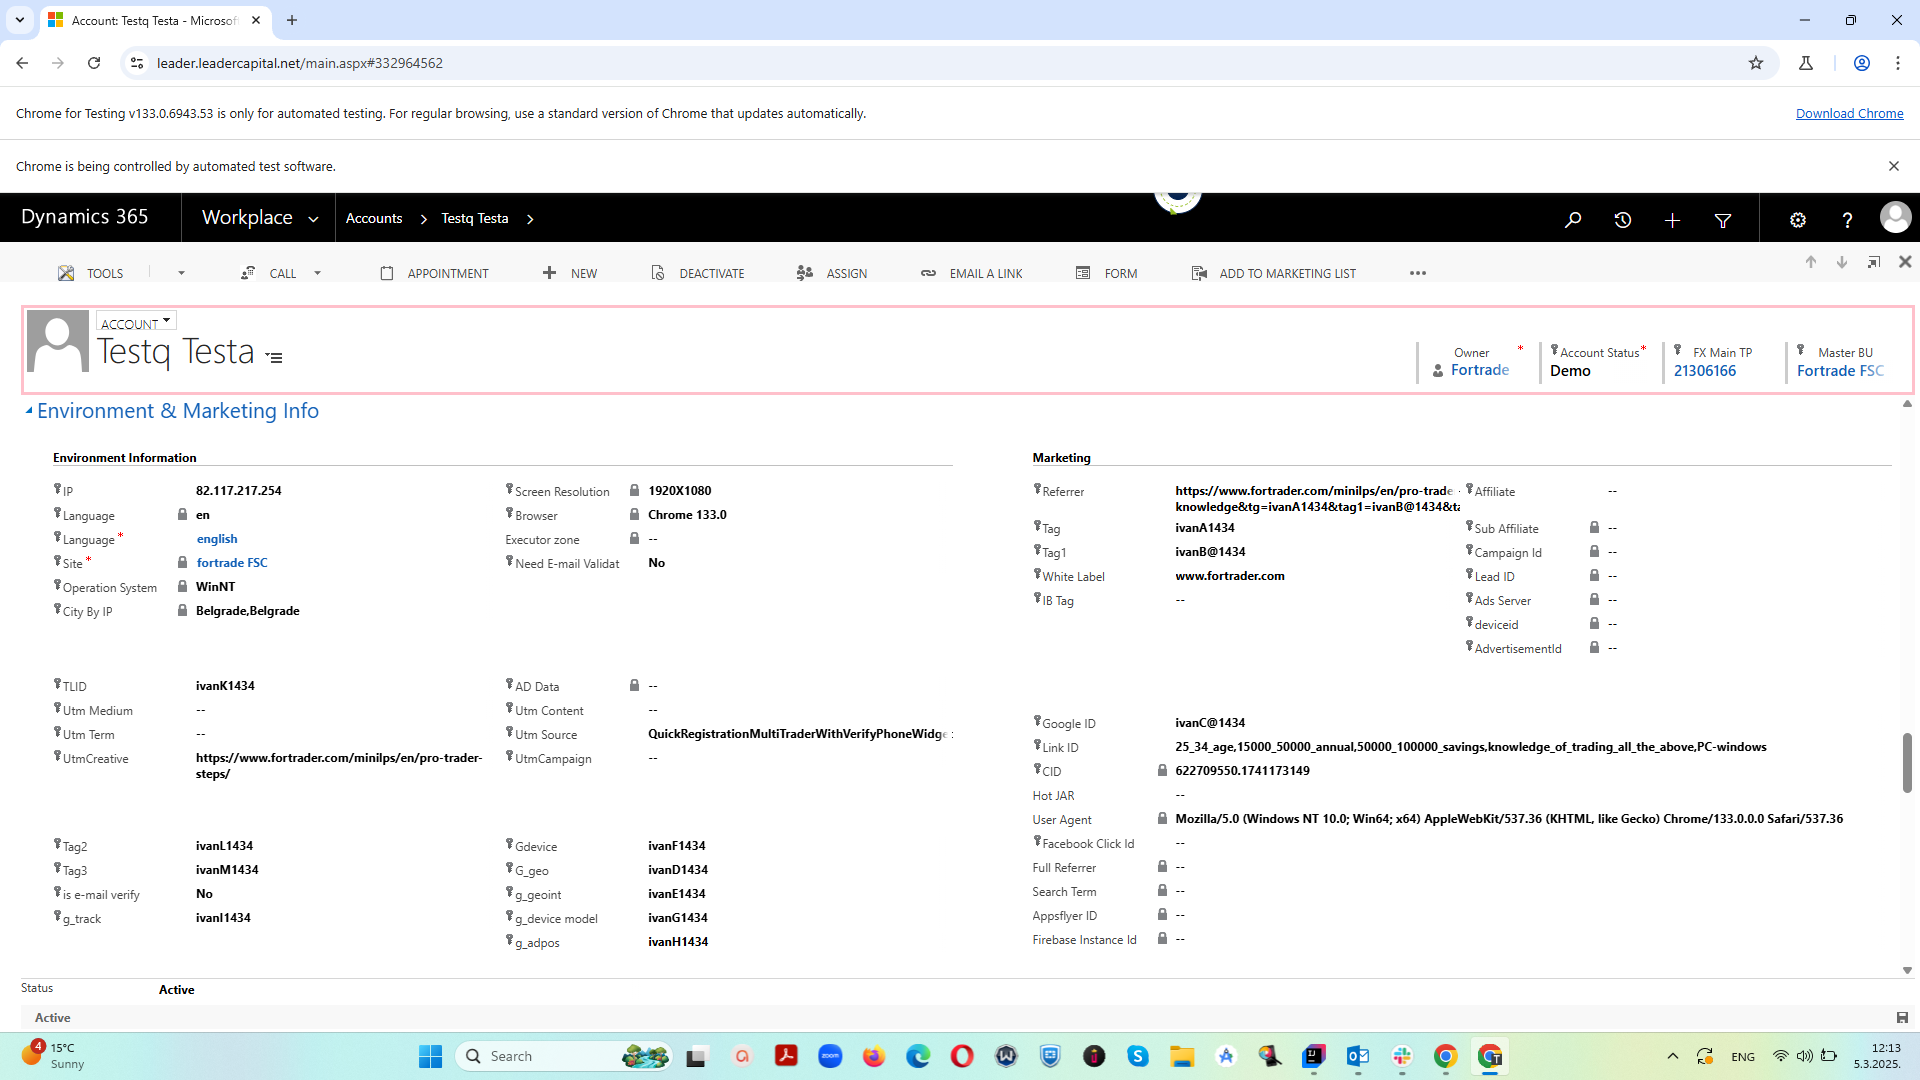 Account: Testq Testa - Microsof
leader.leadercapital.net/main.aspx#332964562
Chrome for Testing v133.0.6943.53 is only for automated testing. For regular browsing, use a standard version of Chrome that updates automatically.
Download Chrome
Chrome is being controlled by automated test software.
Dynamics 365
Workplace
Accounts
Testq Testa
TOOLS
CALL
APPOINTMENT
NEW
DEACTIVATE
ASSIGN
EMAIL A LINK
FORM
ADD TO MARKETING LIST
ACCOUNT
Testq Testa
Owner *
Fortrade
Account Status *
Demo
FX Main TP
21306166
Master BU
Fortrade FSC
Environment & Marketing Info
Environment Information
IP 82.117.217.254
Language en
Language * english
Site * fortrade FSC
Operation System WinNT
City By IP Belgrade,Belgrade
Screen Resolution 1920X1080
Browser Chrome 133.0
Executor zone --
Need E-mail Validat No
TLID ivanK1434
Utm Medium --
Utm Term --
UtmCreative https://www.fortrader.com/minilps/en/pro-trader-
steps/
AD Data --
Utm Content --
Utm Source QuickRegistrationMultiTraderWithVerifyPhoneWidge
UtmCampaign --
Tag2 ivanL1434
Tag3 ivanM1434
is e-mail verify No
g_track ivanI1434
Gdevice ivanF1434
G_geo ivanD1434
g_geoint ivanE1434
g_device model ivanG1434
g_adpos ivanH1434
Marketing
Referrer https://www.fortrader.com/minilps/en/pro-trade
knowledge&tg=ivanA1434&tag1=ivanB@1434&ta
Tag ivanA1434
Tag1 ivanB@1434
White Label www.fortrader.com
IB Tag --
Affiliate --
Sub Affiliate --
Campaign Id --
Lead ID --
Ads Server --
deviceid --
AdvertisementId --
Google ID ivanC@1434
Link ID 25_34_age,15000_50000_annual,50000_100000_savings,knowledge_of_trading_all_the_above,PC-windows
CID 622709550.1741173149
Hot JAR --
User Agent Mozilla/5.0 (Windows NT 10.0; Win64; x64) AppleWebKit/537.36 (KHTML, like Gecko) Chrome/133.0.0.0 Safari/537.36
Facebook Click Id --
Full Referrer --
Search Term --
Appsflyer ID --
Firebase Instance Id --
Status Active
Active
4
15°C
Sunny
Search
zoom
ENG
12:13
5.3.2025.